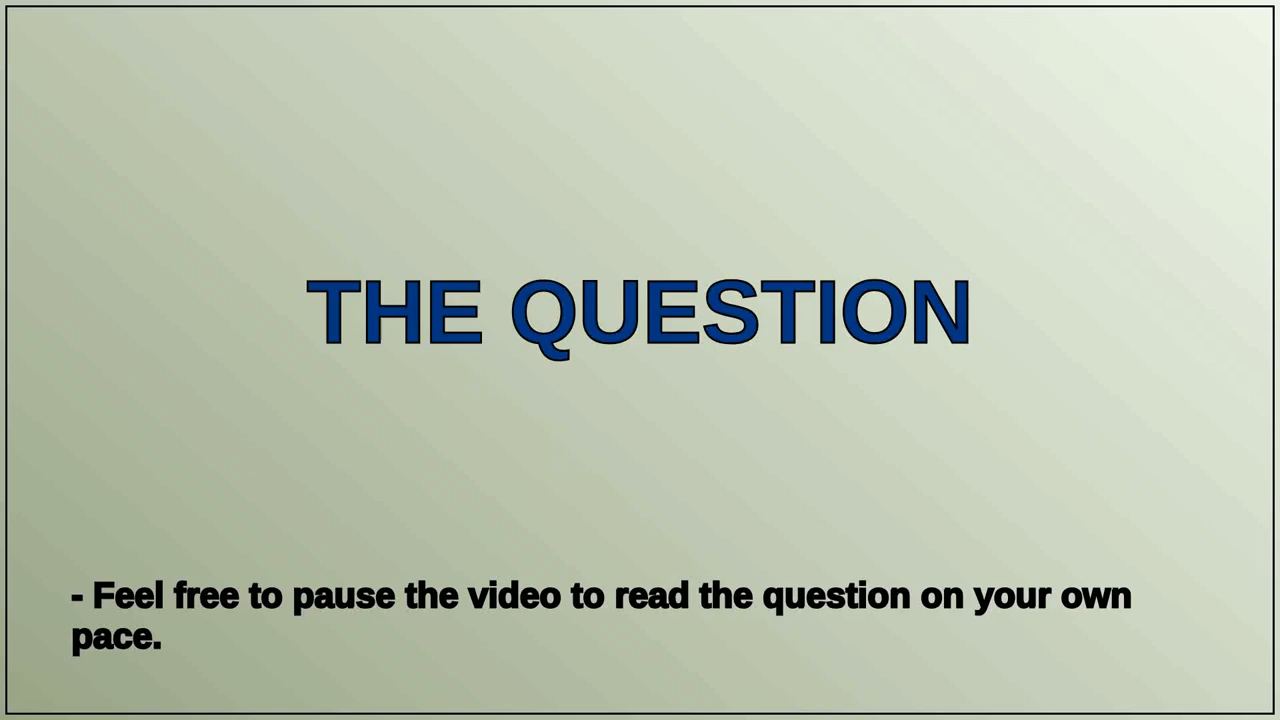 THE QUESTION
- Feel free to pause the video to read the question on your own
pace.